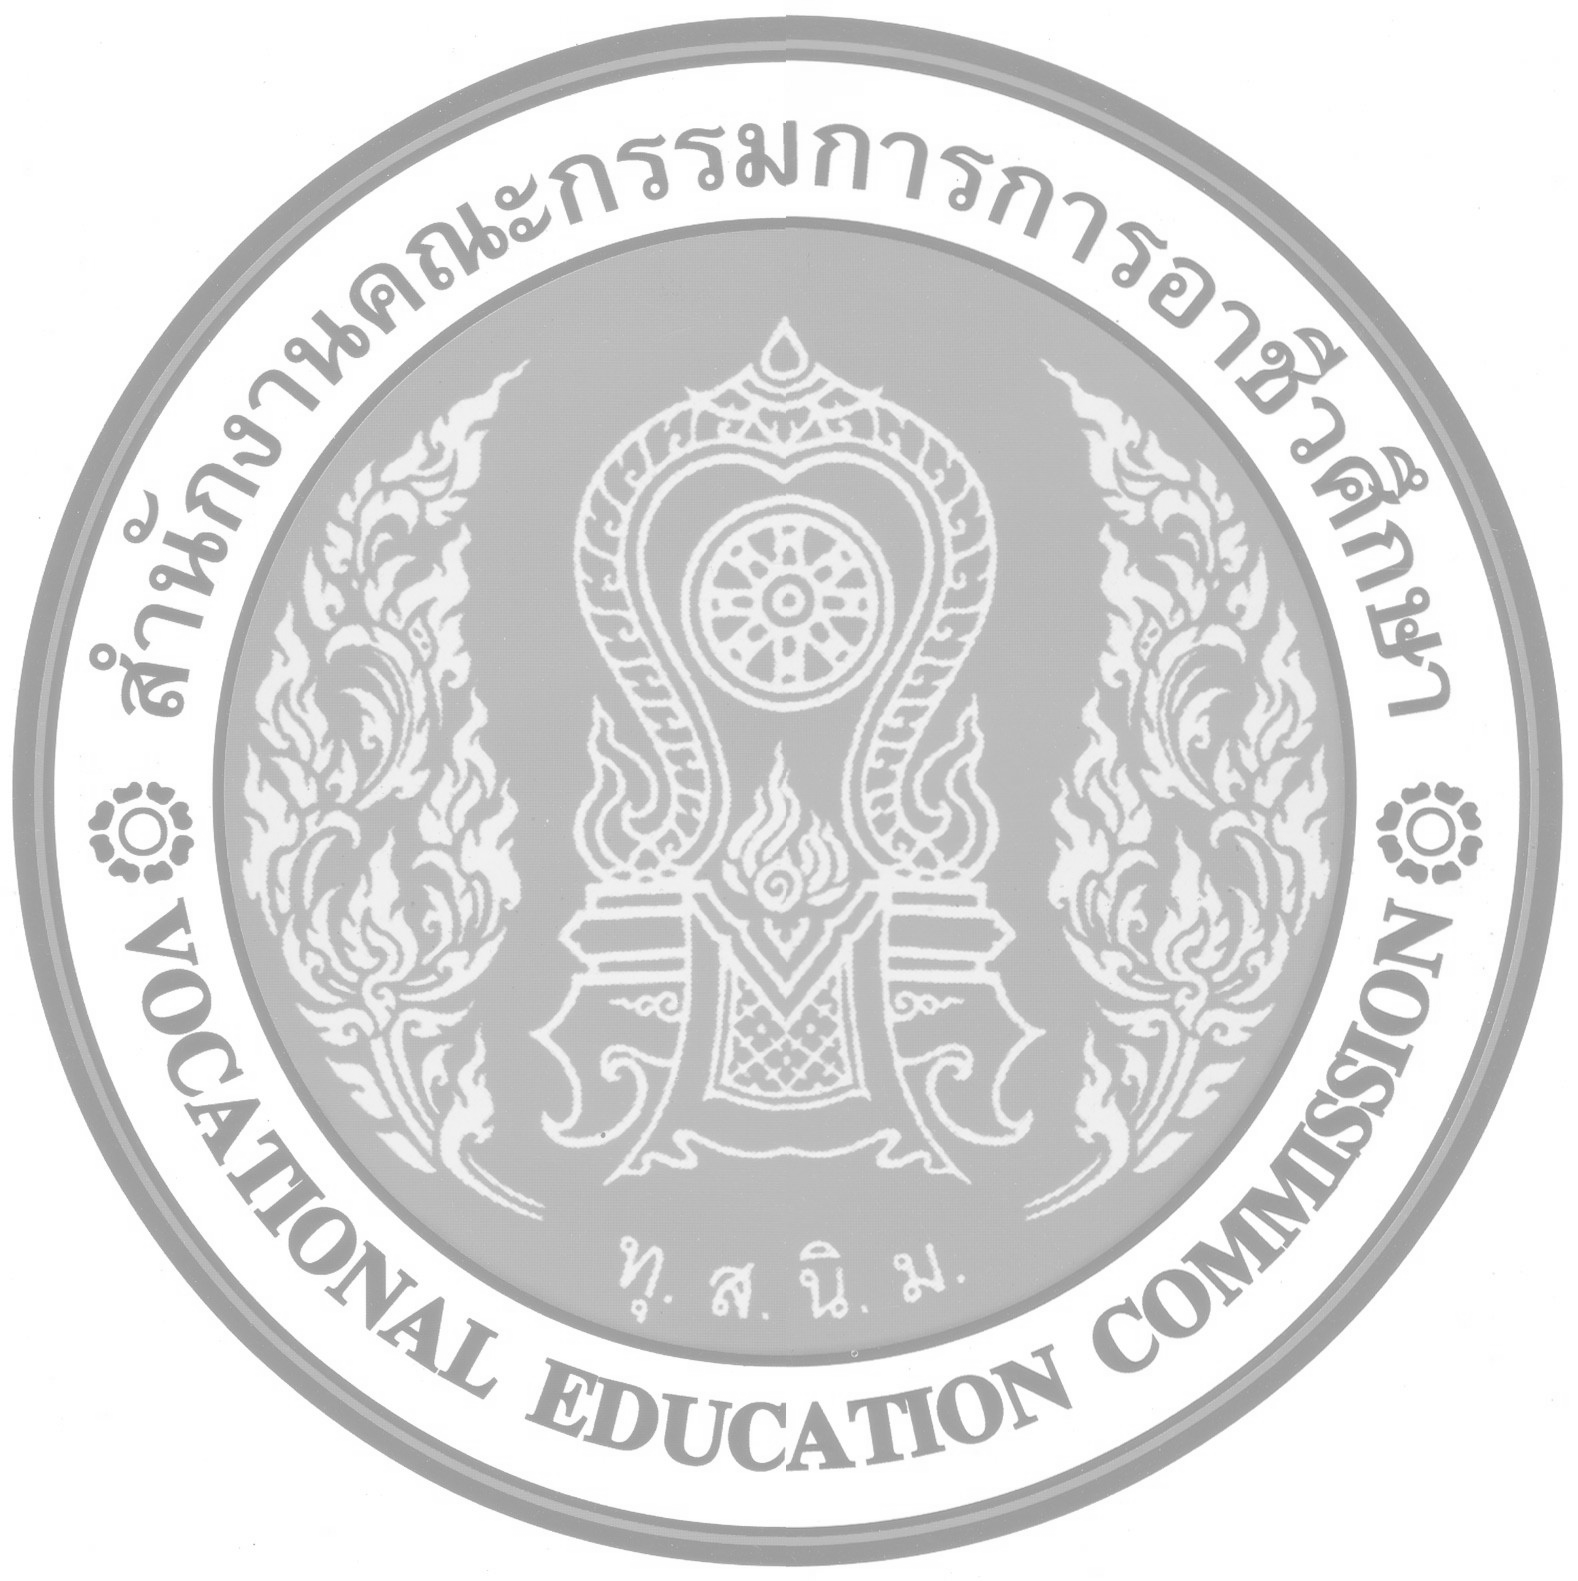 สำนักงานคณะกรรมการการอาชีวศึกษา
ทุ. ส. นิ. ม.
VOCATIONAL EDUCATION COMMISSION